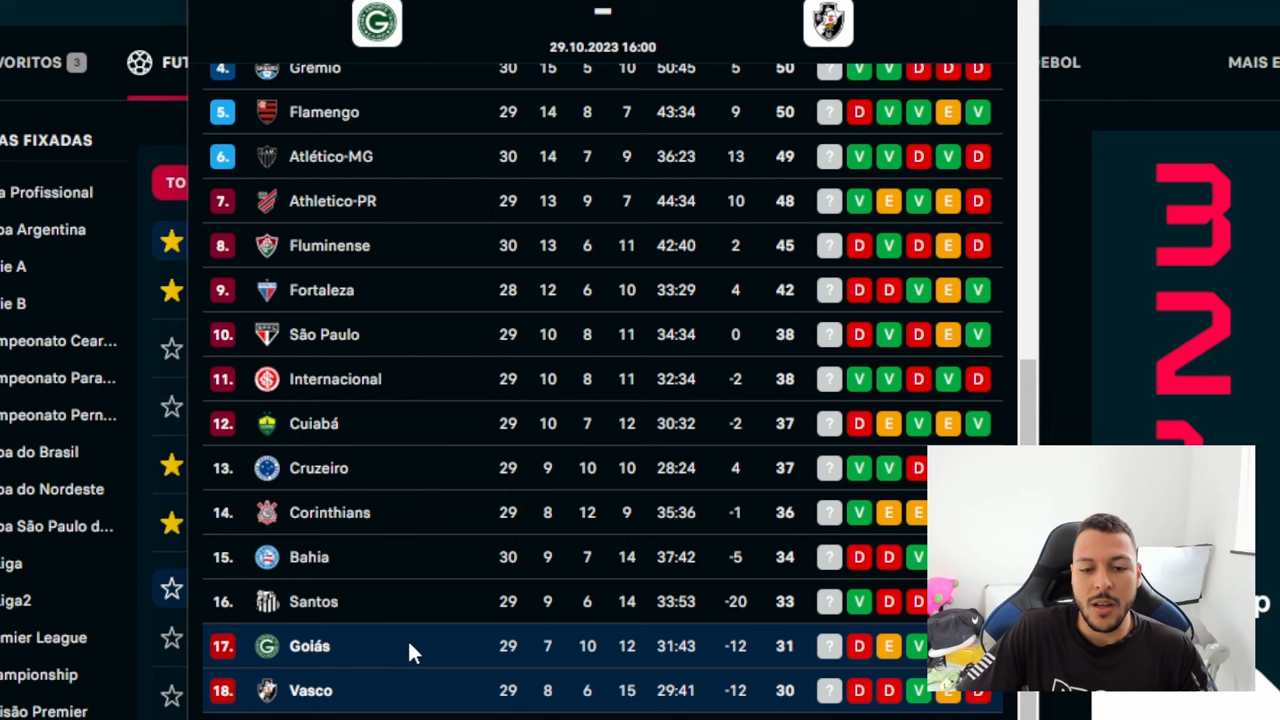 29.10.2023 16:00
VORITOS 3
FUT
EBOL
MAIS E
AS FIXADAS
a Profissional
pa Argentina
ie A
ie B
mpeonato Cear...
mpeonato Para...
mpeonato Pern...
pa do Brasil
pa do Nordeste
pa São Paulo d...
Liga
Liga2
emier League
ampionship
isão Premier
TO
4. Grêmio 30 15 5 10 50:45 5 50 ? V V D D D
5. Flamengo 29 14 8 7 43:34 9 50 ? D V V E V
6. Atlético-MG 30 14 7 9 36:23 13 49 ? V V D V D
7. Athletico-PR 29 13 9 7 44:34 10 48 ? V E V E D
8. Fluminense 30 13 6 11 42:40 2 45 ? D V D E D
9. Fortaleza 28 12 6 10 33:29 4 42 ? D D V E V
10. São Paulo 29 10 8 11 34:34 0 38 ? D V D E V
11. Internacional 29 10 8 11 32:34 -2 38 ? V V D V D
12. Cuiabá 29 10 7 12 30:32 -2 37 ? D E V E V
13. Cruzeiro 29 9 10 10 28:24 4 37 ? V V D
14. Corinthians 29 8 12 9 35:36 -1 36 ? V E E
15. Bahia 30 9 7 14 37:42 -5 34 ? D D V
16. Santos 29 9 6 14 33:53 -20 33 ? V D D
17. Goiás 29 7 10 12 31:43 -12 31 ? D E V
18. Vasco 29 8 6 15 29:41 -12 30 ? D D V E D